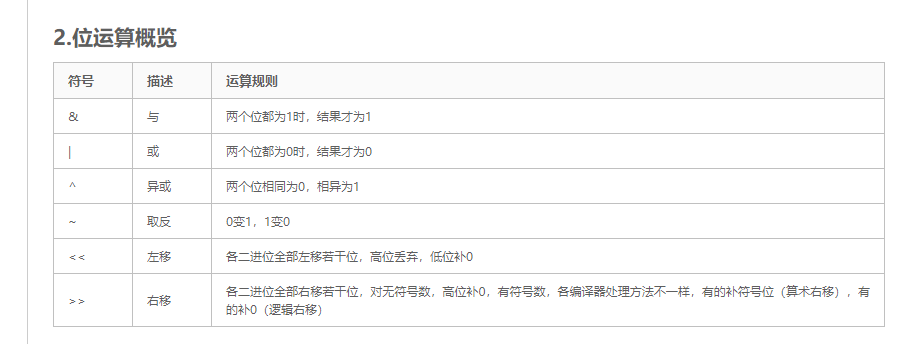 2.位运算概览
符号 描述 运算规则
& 与 两个位都为1时，结果才为1
| 或 两个位都为0时，结果才为0
^ 异或 两个位相同为0，相异为1
~ 取反 0变1，1变0
<< 左移 各二进位全部左移若干位，高位丢弃，低位补0
>> 右移 各二进位全部右移若干位，对无符号数，高位补0，有符号数，各编译器处理方法不一样，有的补符号位（算术右移），有
的补0（逻辑右移）